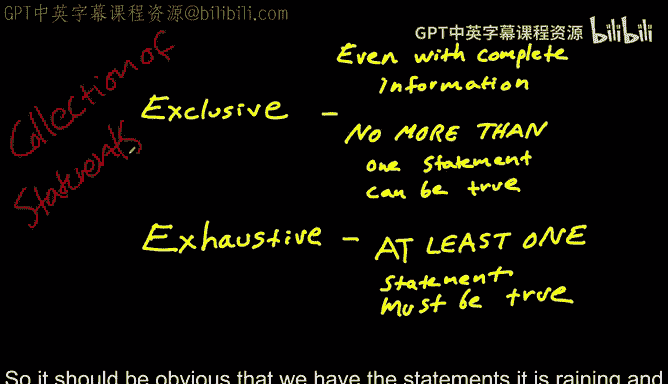 GPT中英字幕课程资源@bilibili.com
GPT中英字幕课程资源 bilibili
Collection of
Statements
Even with complete
information
Exclusive -
NO MORE THAN
one statement
can be true
Exhaustive - AT LEAST ONE
statement
Must be true
So it should be obvious that we have the statements it is raining and